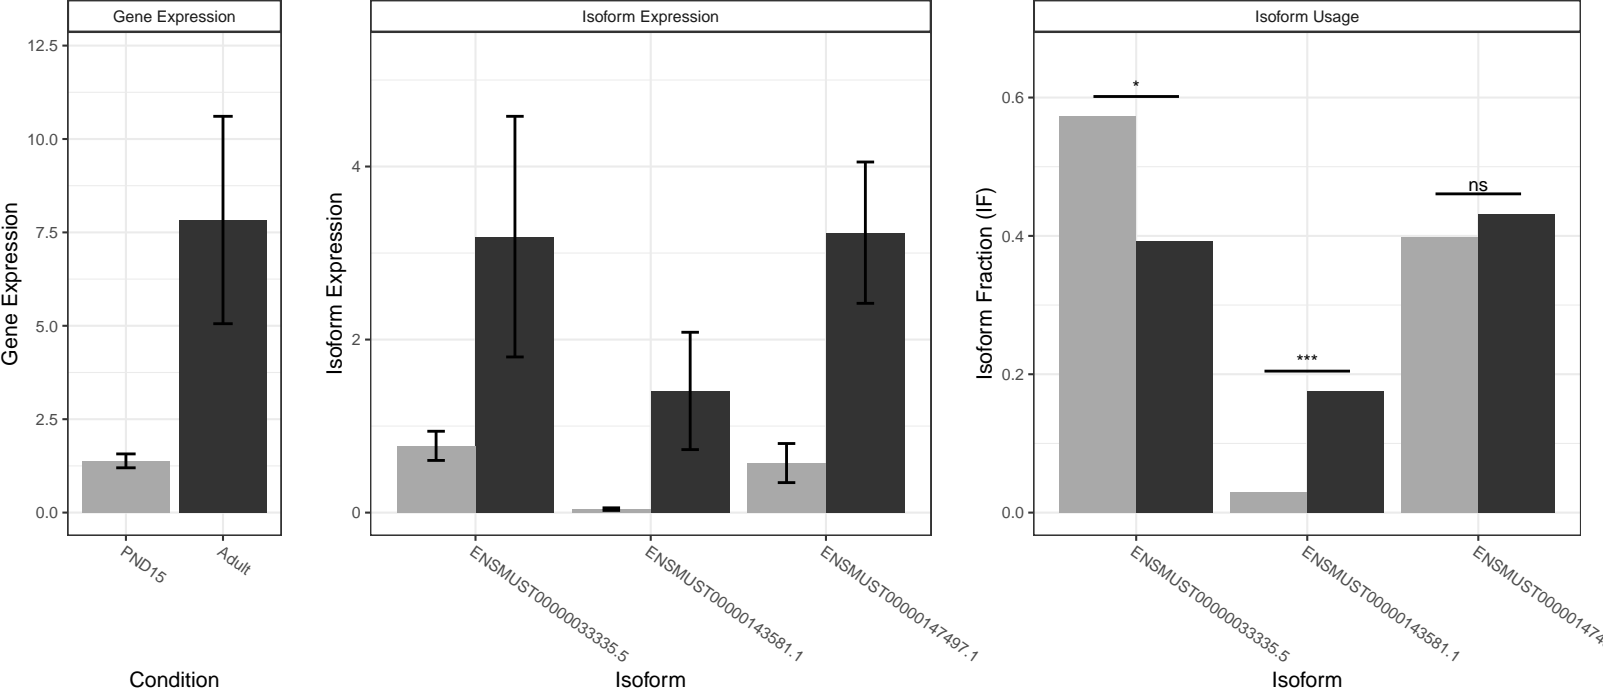 Gene Expression
Isoform Expression
Isoform Usage
Gene Expression
12.5
10.0
7.5
5.0
2.5
0.0
PND15
Adult
Condition
Isoform Expression
4
2
0
ENSMUST00000033335.5
ENSMUST00000143581.1
ENSMUST00000147497.1
Isoform
Isoform Fraction (IF)
0.6
0.4
0.2
0.0
*
***
ns
ENSMUST00000033335.5
ENSMUST00000143581.1
ENSMUST000001474
Isoform